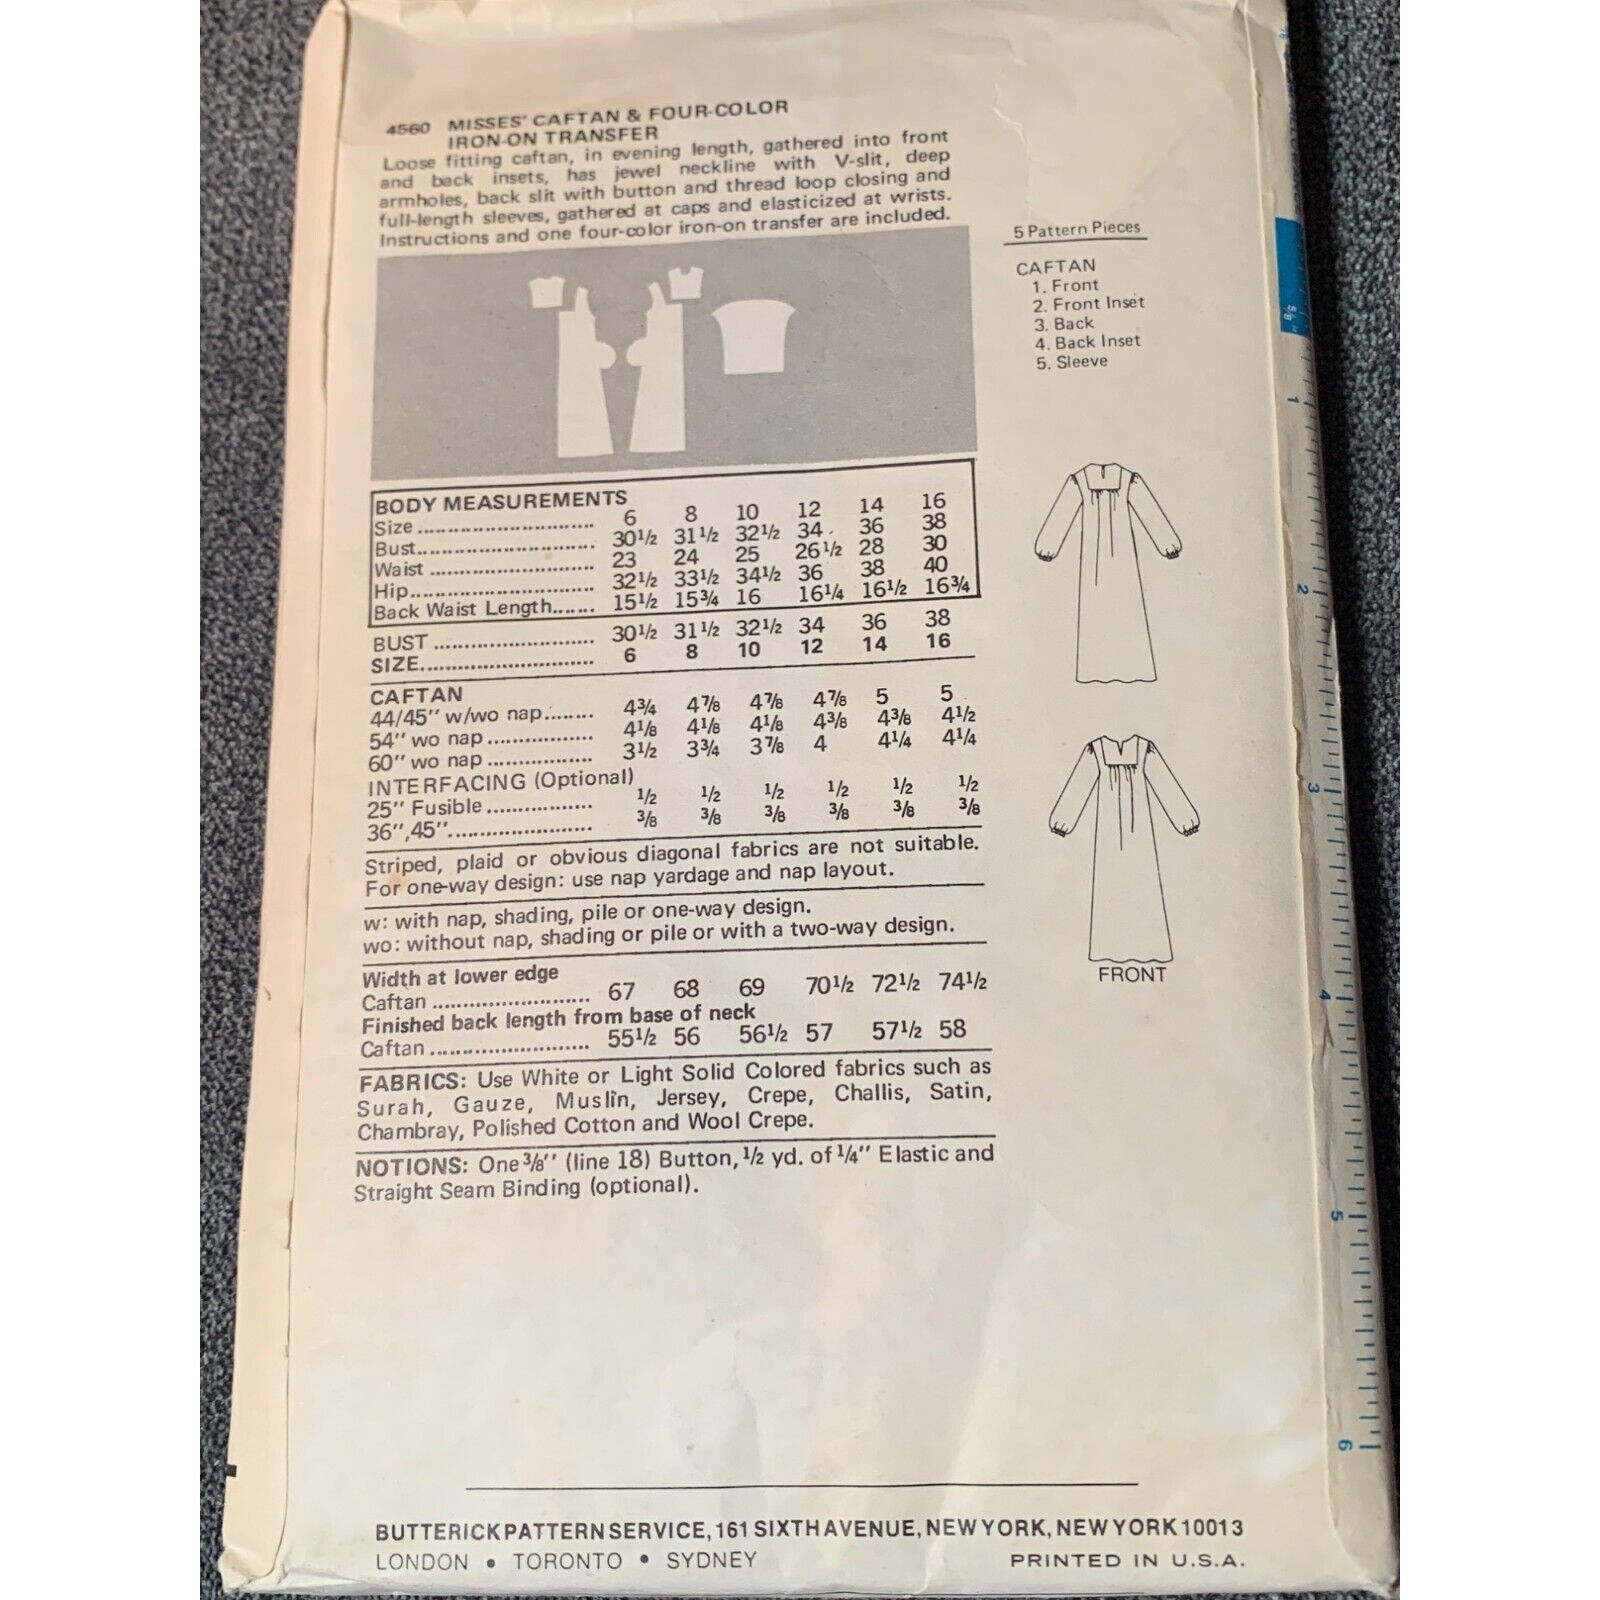 4560 MISSES' CAFTAN & FOUR-COLOR
IRON-ON TRANSFER
Loose fitting caftan, in evening length, gathered into front
and back insets, has jewel neckline with V-slit, deep
armholes, back slit with button and thread loop closing and
full-length sleeves, gathered at caps and elasticized at wrists.
Instructions and one four-color iron-on transfer are included.
5 Pattern Pieces
CAFTAN
1. Front
2. Front Inset
3. Back
4. Back Inset
5. Sleeve
BODY MEASUREMENTS
Size ............................. 6 8 10 12 14 16
Bust............................. 30½ 31½ 32½ 34 36 38
Waist ........................... 23 24 25 26½ 28 30
Hip.............................. 32½ 33½ 34½ 36 38 40
Back Waist Length....... 15½ 15¾ 16 16¼ 16½ 16¾
BUST .......................... 30½ 31½ 32½ 34 36 38
SIZE............................ 6 8 10 12 14 16
CAFTAN
44/45" w/wo nap........ 4¾ 4⅞ 4⅞ 4⅞ 5 5
54" wo nap ................. 4⅛ 4⅛ 4⅛ 4⅜ 4⅜ 4½
60" wo nap ................. 3½ 3¾ 3⅞ 4 4¼ 4¼
INTERFACING (Optional)
25" Fusible ................. ½ ½ ½ ½ ½ ½
36",45"....................... ⅜ ⅜ ⅜ ⅜ ⅜ ⅜
Striped, plaid or obvious diagonal fabrics are not suitable.
For one-way design: use nap yardage and nap layout.
w: with nap, shading, pile or one-way design.
wo: without nap, shading or pile or with a two-way design.
Width at lower edge
Caftan ......................... 67 68 69 70½ 72½ 74½
Finished back length from base of neck
Caftan ......................... 55½ 56 56½ 57 57½ 58
FABRICS: Use White or Light Solid Colored fabrics such as
Surah, Gauze, Muslin, Jersey, Crepe, Challis, Satin,
Chambray, Polished Cotton and Wool Crepe.
NOTIONS: One ⅜" (line 18) Button, ½ yd. of ¼" Elastic and
Straight Seam Binding (optional).
FRONT
5/8"
1
2
3
4
5
6
BUTTERICK PATTERN SERVICE, 161 SIXTH AVENUE, NEW YORK, NEW YORK 10013
LONDON • TORONTO • SYDNEY
PRINTED IN U.S.A.